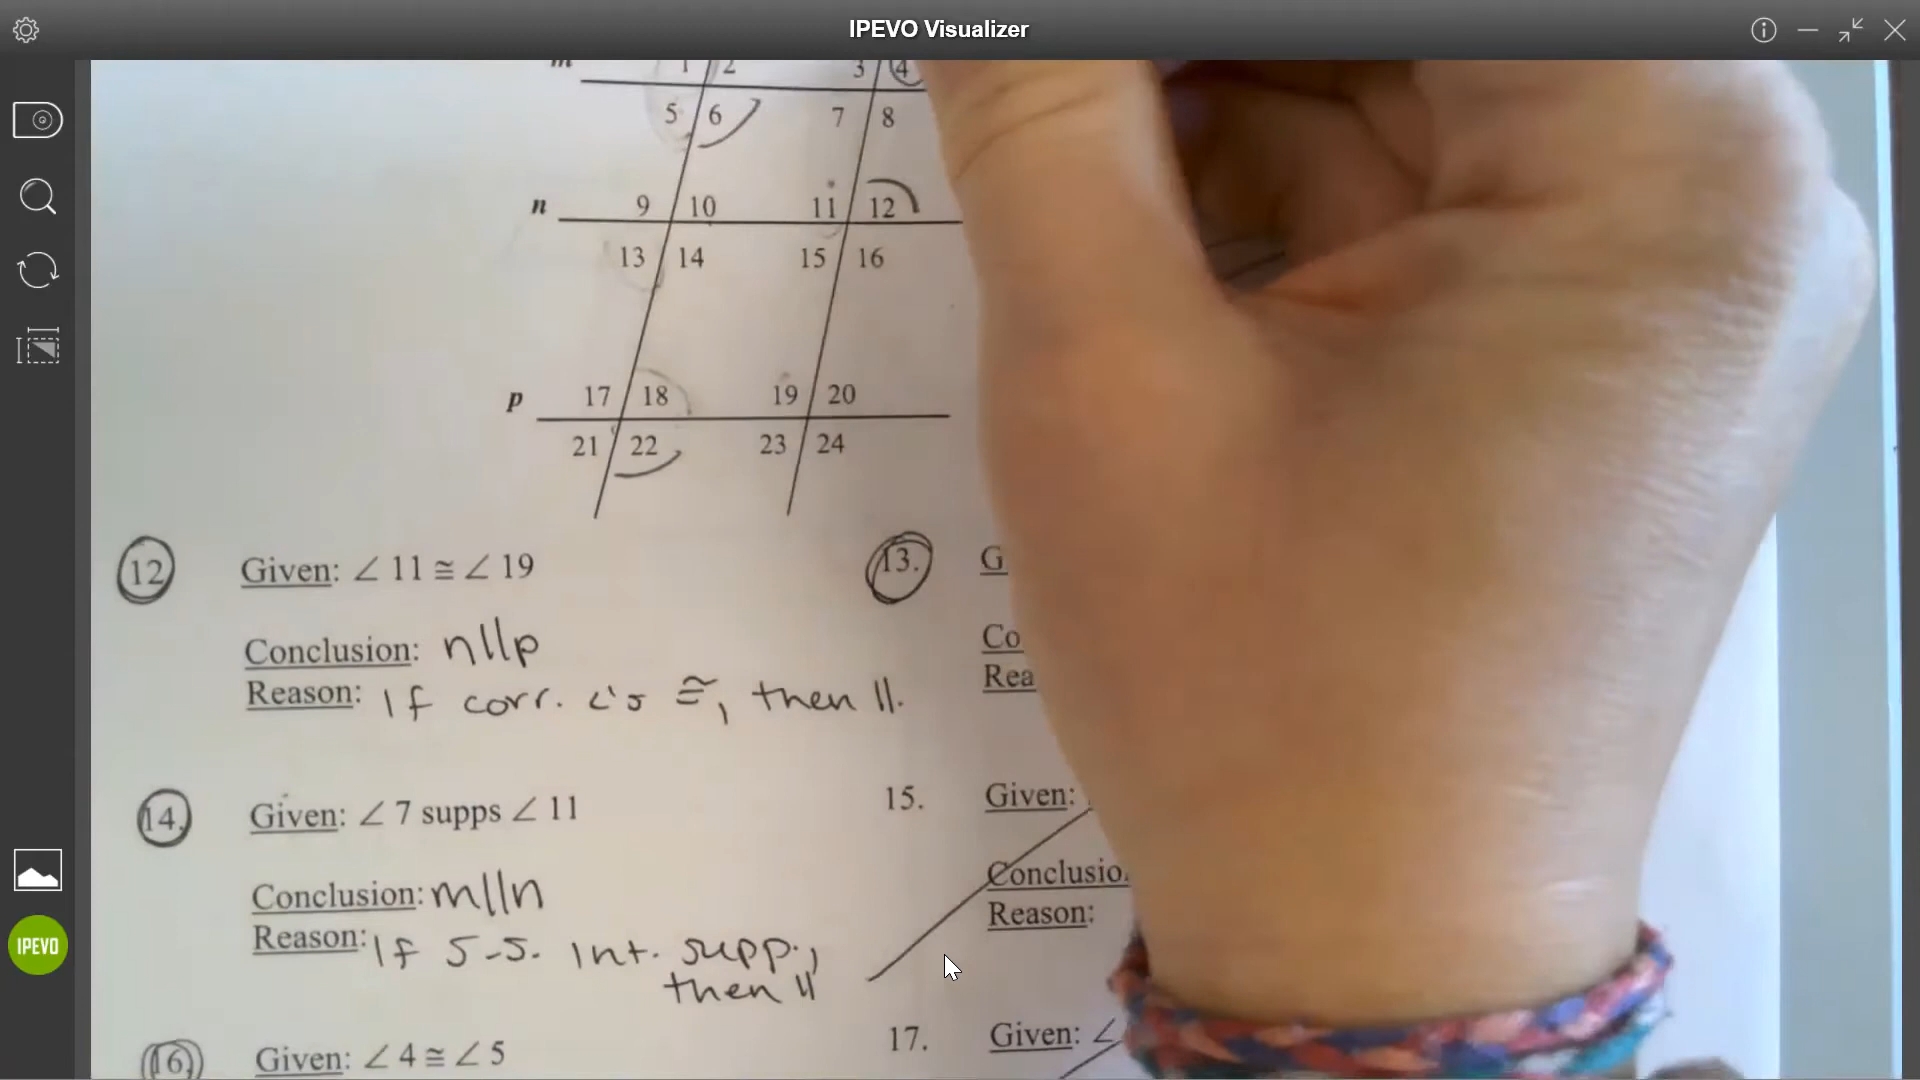 IPEVO Visualizer
m 1 2 3 4
5 6 7 8
n 9 10 11 12
13 14 15 16
p 17 18 19 20
21 22 23 24
12 Given: ∠ 11 ≅ ∠ 19
Conclusion: n||p
Reason: If corr. ∠'s ≅, then ||.
13. G
Co
Rea
14. Given: ∠ 7 supps ∠ 11
Conclusion: m||n
Reason: If S-S. Int. supp.,
then ||
15. Given:
Conclusio
Reason:
16. Given: ∠ 4 ≅ ∠ 5
17. Given: ∠
IPEVO